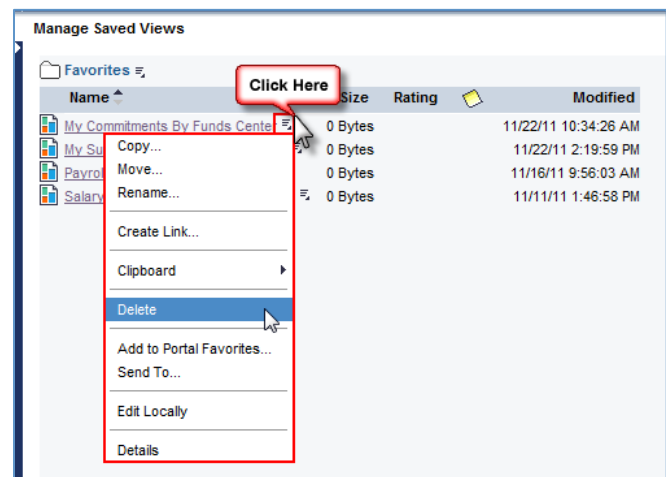 Manage Saved Views
Favorites
Click Here
Name Size Rating Modified
My Commitments By Funds Center 0 Bytes 11/22/11 10:34:26 AM
My Su 0 Bytes 11/22/11 2:19:59 PM
Payrol 0 Bytes 11/16/11 9:56:03 AM
Salary 0 Bytes 11/11/11 1:46:58 PM
Copy...
Move...
Rename...
Create Link...
Clipboard
Delete
Add to Portal Favorites...
Send To...
Edit Locally
Details